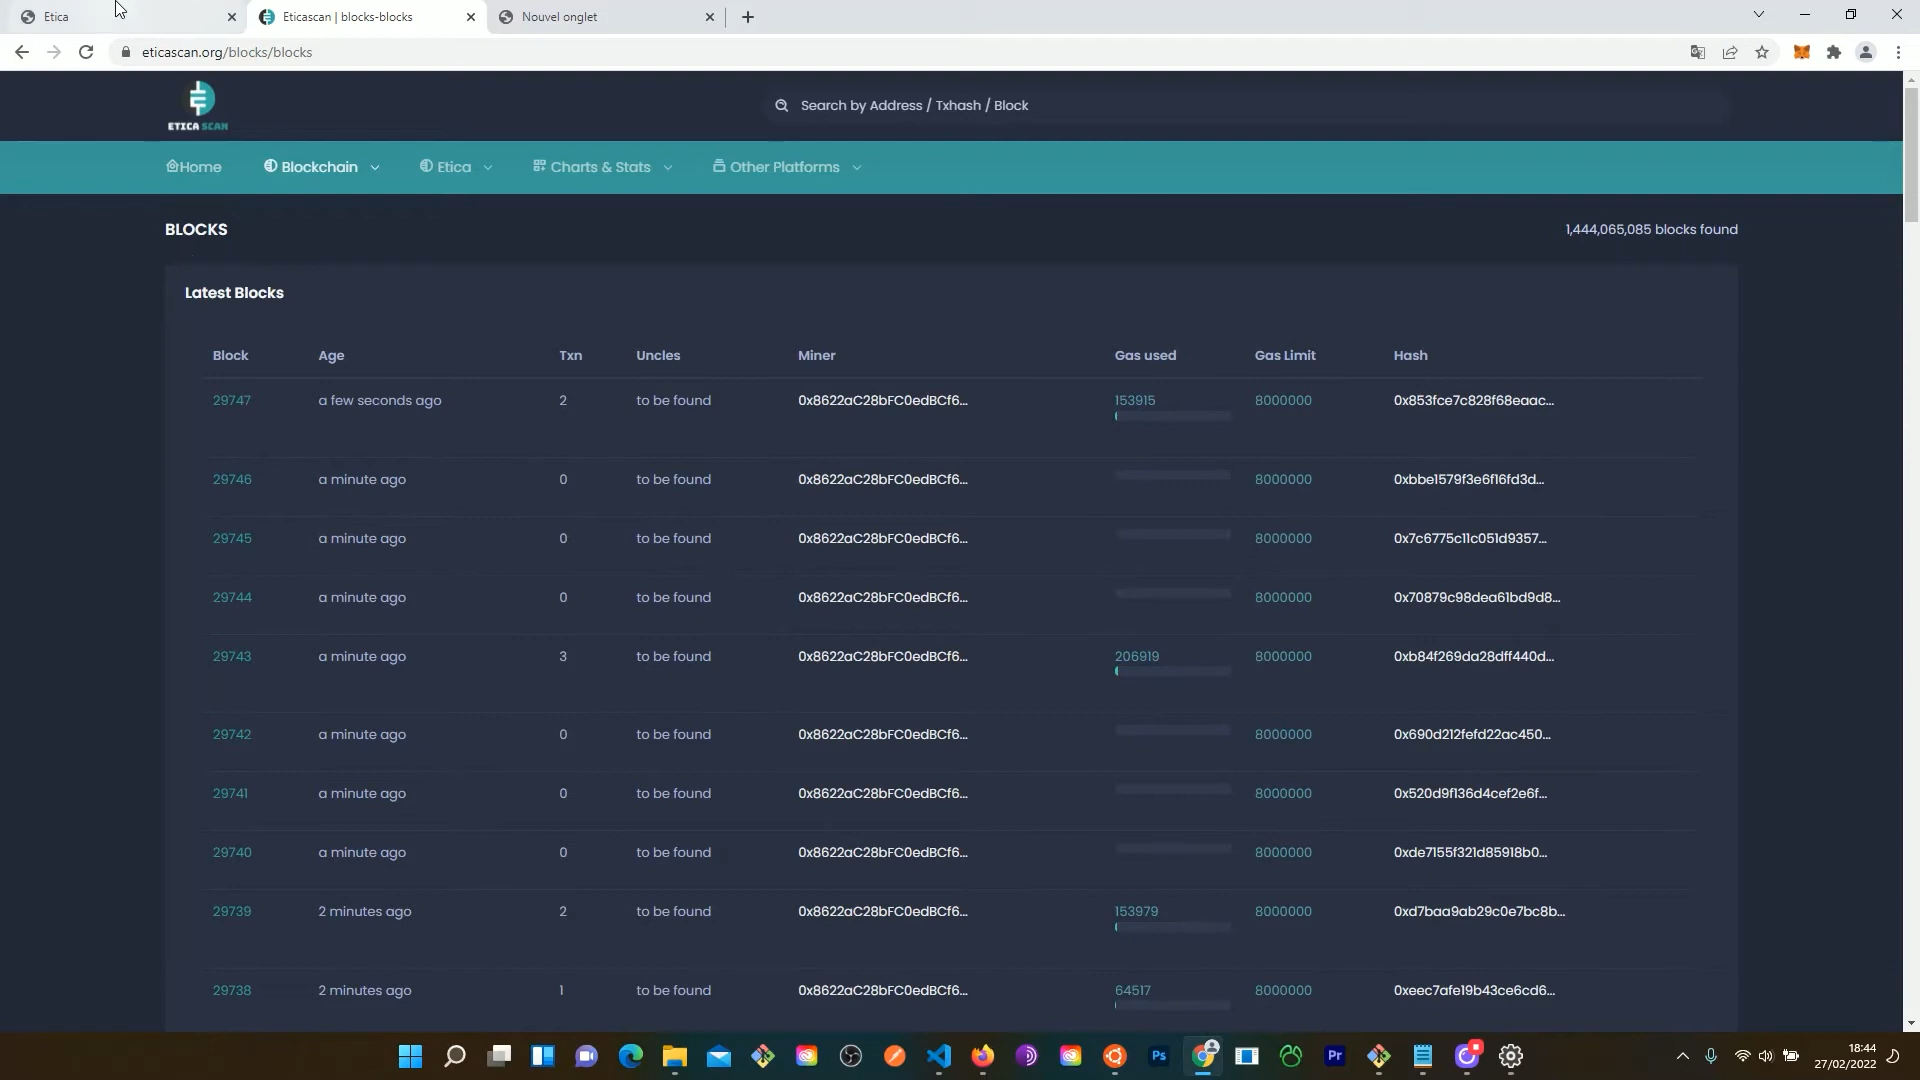 Etica
Eticascan | blocks-blocks
Nouvel onglet
eticascan.org/blocks/blocks
ETICA SCAN
Search by Address / Txhash / Block
Home
Blockchain
Etica
Charts & Stats
Other Platforms
BLOCKS
1,444,065,085 blocks found
Latest Blocks
Block Age Txn Uncles Miner Gas used Gas Limit Hash
29747 a few seconds ago 2 to be found 0x8622aC28bFC0edBCf6... 153915 8000000 0x853fce7c828f68eaac...
29746 a minute ago 0 to be found 0x8622aC28bFC0edBCf6... 8000000 0xbbe1579f3e6f16fd3d...
29745 a minute ago 0 to be found 0x8622aC28bFC0edBCf6... 8000000 0x7c6775c11c051d9357...
29744 a minute ago 0 to be found 0x8622aC28bFC0edBCf6... 8000000 0x70879c98dea61bd9d8...
29743 a minute ago 3 to be found 0x8622aC28bFC0edBCf6... 206919 8000000 0xb84f269da28dff440d...
29742 a minute ago 0 to be found 0x8622aC28bFC0edBCf6... 8000000 0x690d212fefd22ac450...
29741 a minute ago 0 to be found 0x8622aC28bFC0edBCf6... 8000000 0x520d9f136d4cef2e6f...
29740 a minute ago 0 to be found 0x8622aC28bFC0edBCf6... 8000000 0xde7155f321d85918b0...
29739 2 minutes ago 2 to be found 0x8622aC28bFC0edBCf6... 153979 8000000 0xd7baa9ab29c0e7bc8b...
29738 2 minutes ago 1 to be found 0x8622aC28bFC0edBCf6... 64517 8000000 0xeec7afe19b43ce6cd6...
Ps
Pr
18:44
27/02/2022